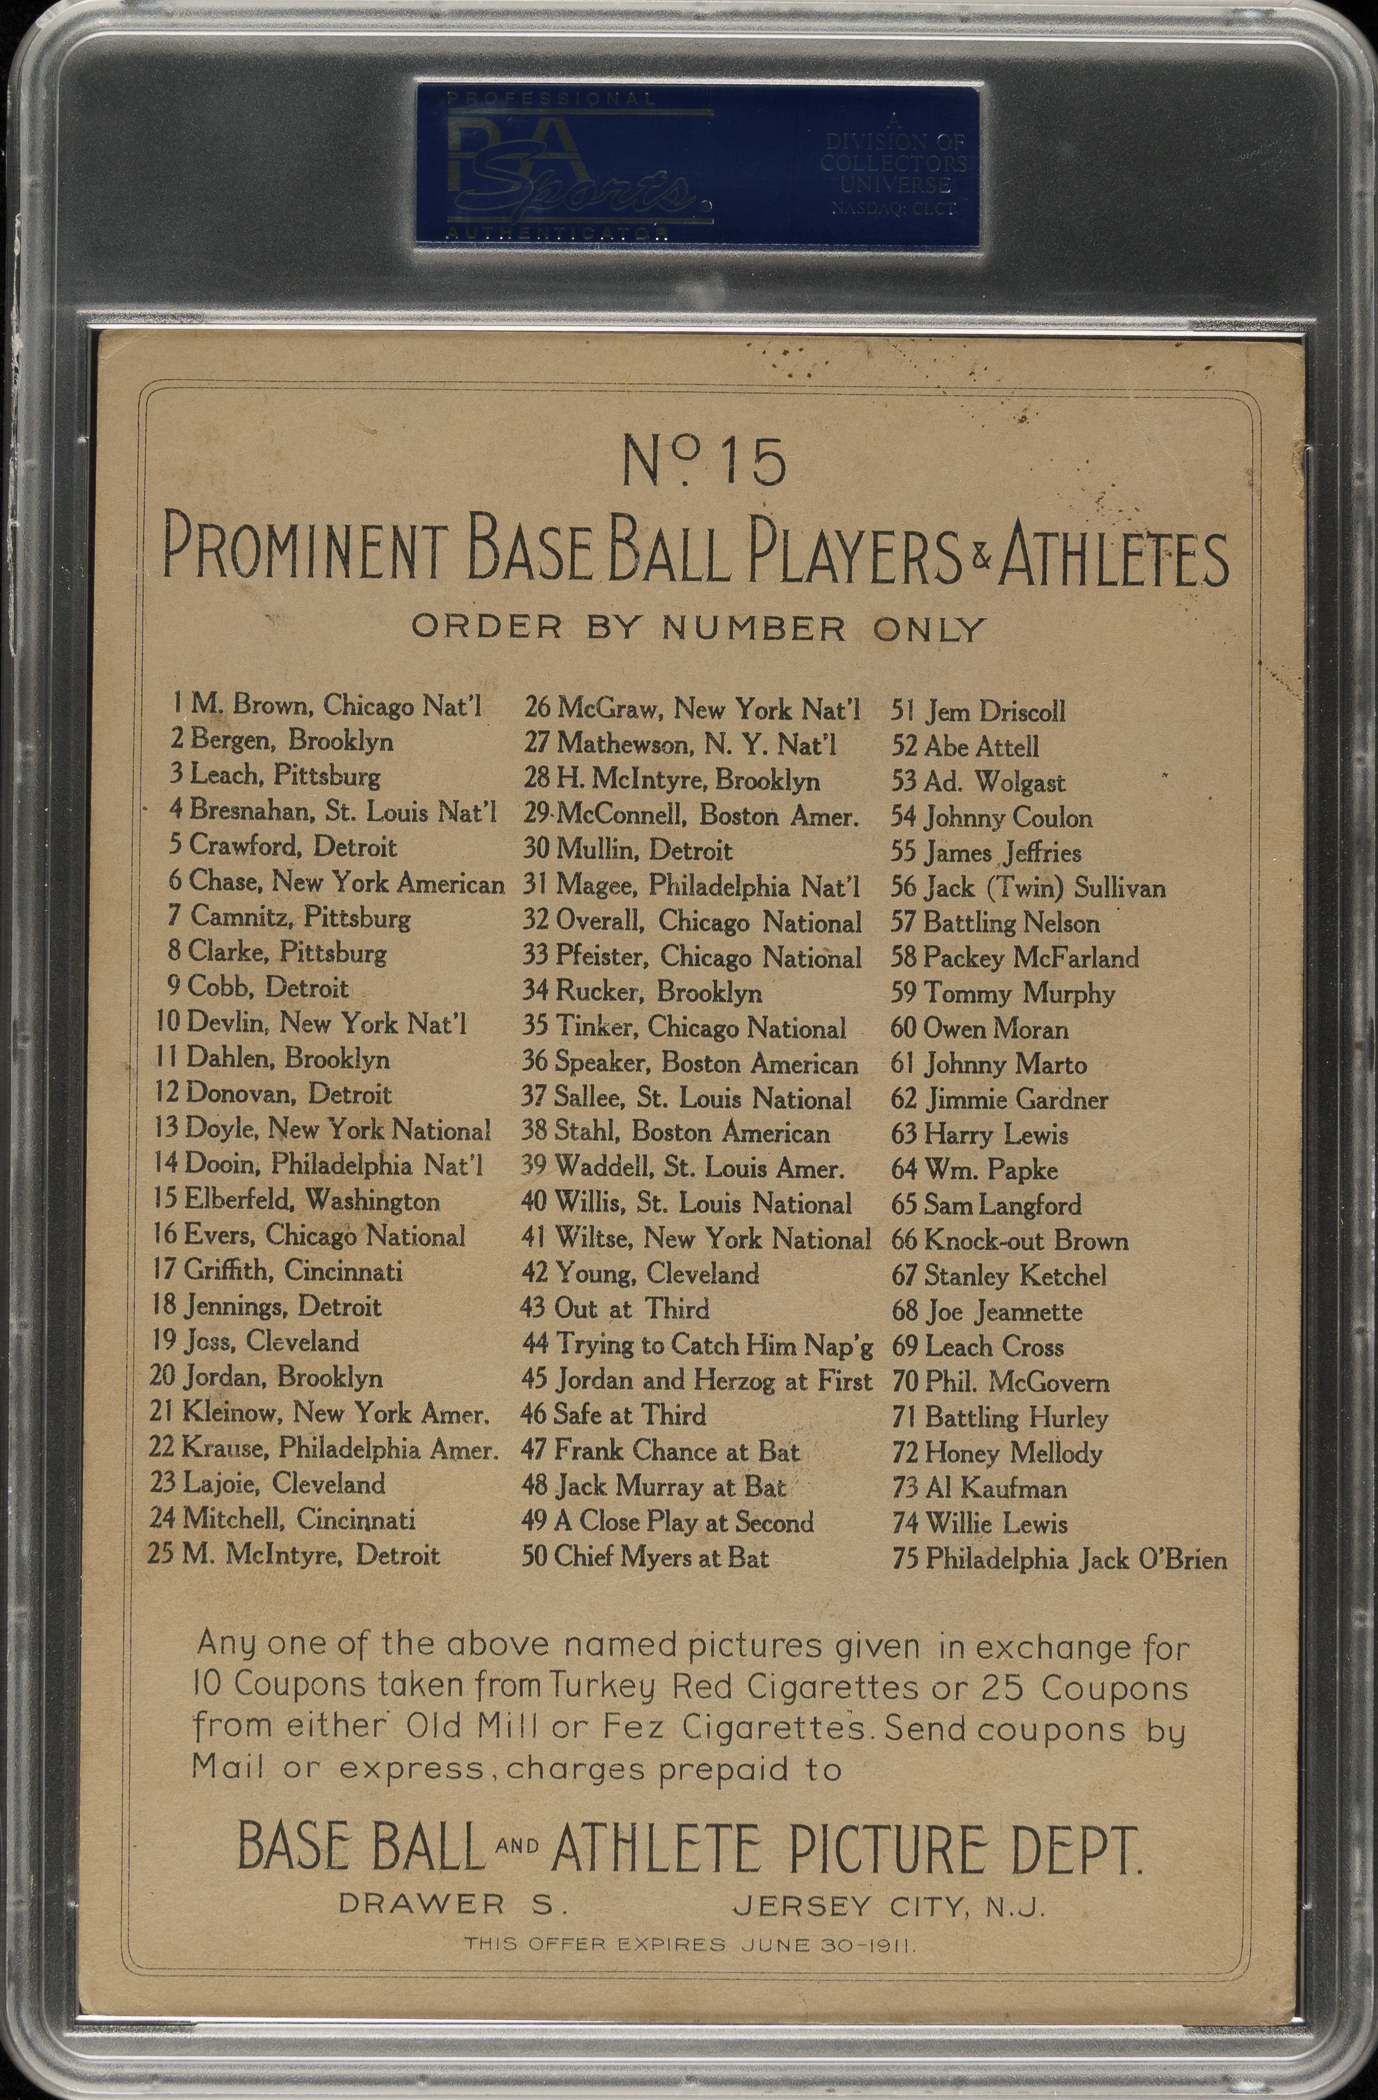 PROFESSIONAL
PSA
Sports
AUTHENTICATOR
A
DIVISION OF
COLLECTORS
UNIVERSE
NASDAQ: CLCT
No. 15
PROMINENT BASE BALL PLAYERS & ATHLETES
ORDER BY NUMBER ONLY
1 M. Brown, Chicago Nat'l
2 Bergen, Brooklyn
3 Leach, Pittsburg
4 Bresnahan, St. Louis Nat'l
5 Crawford, Detroit
6 Chase, New York American
7 Camnitz, Pittsburg
8 Clarke, Pittsburg
9 Cobb, Detroit
10 Devlin, New York Nat'l
11 Dahlen, Brooklyn
12 Donovan, Detroit
13 Doyle, New York National
14 Dooin, Philadelphia Nat'l
15 Elberfeld, Washington
16 Evers, Chicago National
17 Griffith, Cincinnati
18 Jennings, Detroit
19 Joss, Cleveland
20 Jordan, Brooklyn
21 Kleinow, New York Amer.
22 Krause, Philadelphia Amer.
23 Lajoie, Cleveland
24 Mitchell, Cincinnati
25 M. McIntyre, Detroit
26 McGraw, New York Nat'l
27 Mathewson, N. Y. Nat'l
28 H. McIntyre, Brooklyn
29 McConnell, Boston Amer.
30 Mullin, Detroit
31 Magee, Philadelphia Nat'l
32 Overall, Chicago National
33 Pfeister, Chicago National
34 Rucker, Brooklyn
35 Tinker, Chicago National
36 Speaker, Boston American
37 Sallee, St. Louis National
38 Stahl, Boston American
39 Waddell, St. Louis Amer.
40 Willis, St. Louis National
41 Wiltse, New York National
42 Young, Cleveland
43 Out at Third
44 Trying to Catch Him Nap'g
45 Jordan and Herzog at First
46 Safe at Third
47 Frank Chance at Bat
48 Jack Murray at Bat
49 A Close Play at Second
50 Chief Myers at Bat
51 Jem Driscoll
52 Abe Attell
53 Ad. Wolgast
54 Johnny Coulon
55 James Jeffries
56 Jack (Twin) Sullivan
57 Battling Nelson
58 Packey McFarland
59 Tommy Murphy
60 Owen Moran
61 Johnny Marto
62 Jimmie Gardner
63 Harry Lewis
64 Wm. Papke
65 Sam Langford
66 Knock-out Brown
67 Stanley Ketchel
68 Joe Jeannette
69 Leach Cross
70 Phil. McGovern
71 Battling Hurley
72 Honey Mellody
73 Al Kaufman
74 Willie Lewis
75 Philadelphia Jack O'Brien
Any one of the above named pictures given in exchange for
10 Coupons taken from Turkey Red Cigarettes or 25 Coupons
from either Old Mill or Fez Cigarettes. Send coupons by
Mail or express, charges prepaid to
BASE BALL AND ATHLETE PICTURE DEPT.
DRAWER S. JERSEY CITY, N.J.
THIS OFFER EXPIRES JUNE 30-1911.